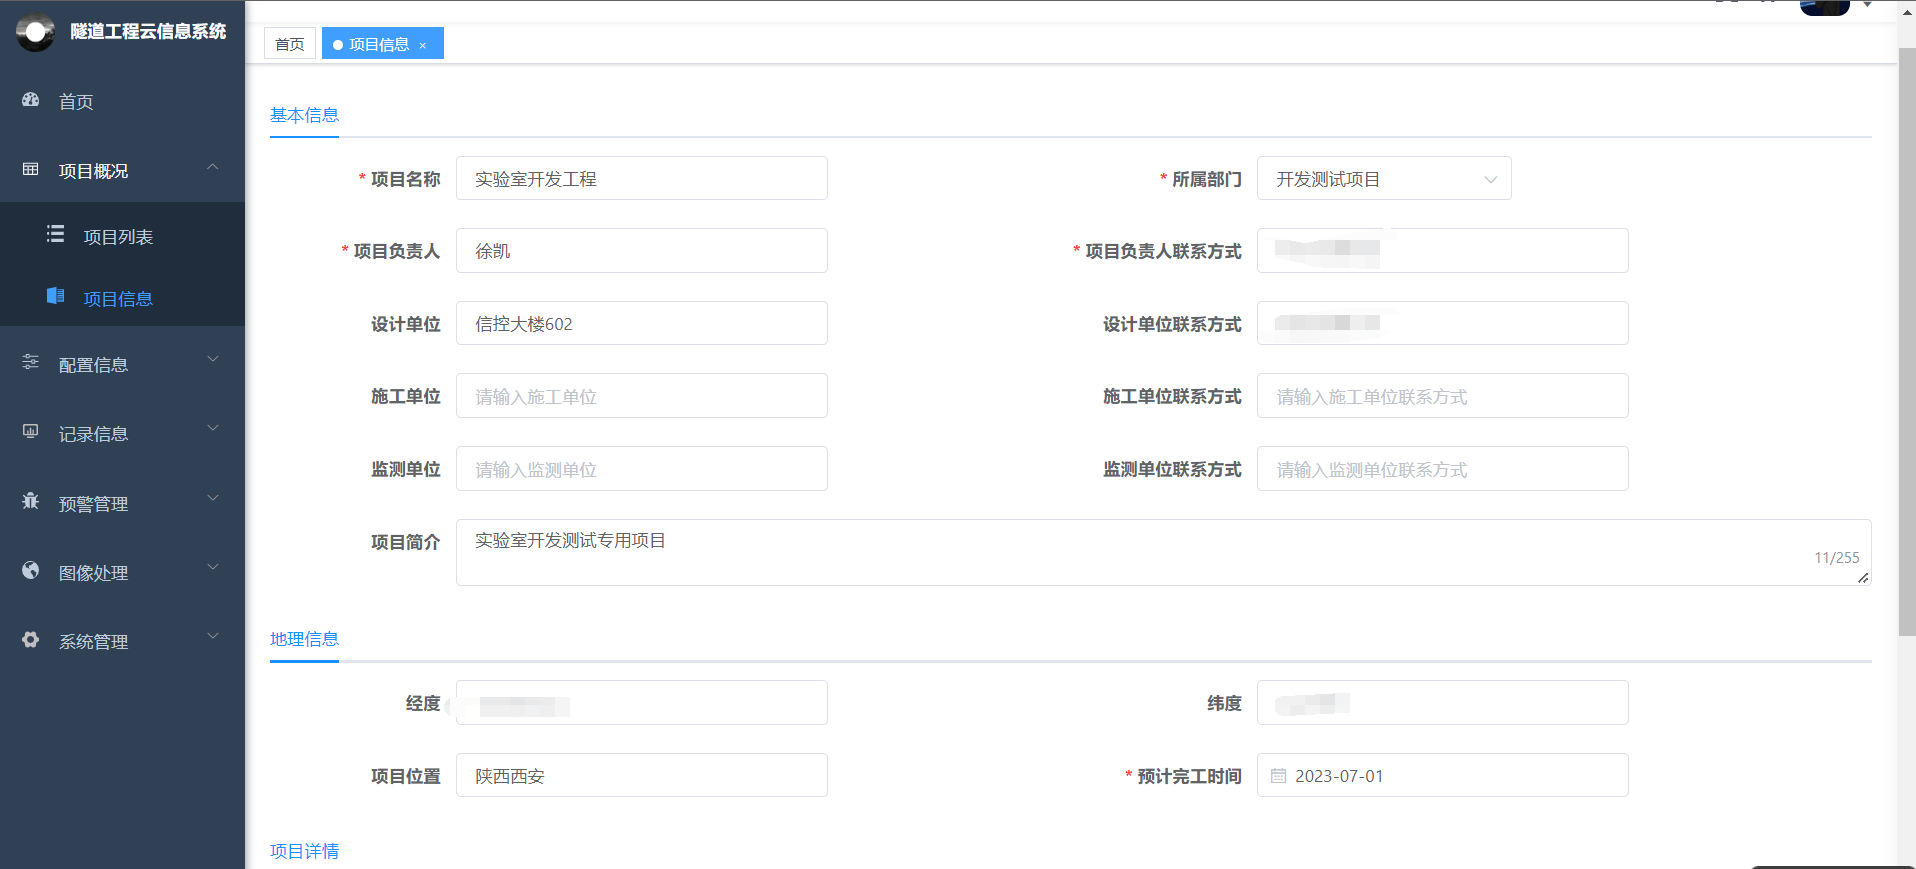 隧道工程云信息系统
首页
项目概况
项目列表
项目信息
配置信息
记录信息
预警管理
图像处理
系统管理
首页 项目信息 ×
基本信息
* 项目名称 实验室开发工程 * 所属部门 开发测试项目
* 项目负责人 徐凯 * 项目负责人联系方式
设计单位 信控大楼602 设计单位联系方式
施工单位 请输入施工单位 施工单位联系方式 请输入施工单位联系方式
监测单位 请输入监测单位 监测单位联系方式 请输入监测单位联系方式
项目简介 实验室开发测试专用项目
11/255
地理信息
经度 纬度
项目位置 陕西西安 * 预计完工时间 2023-07-01
项目详情